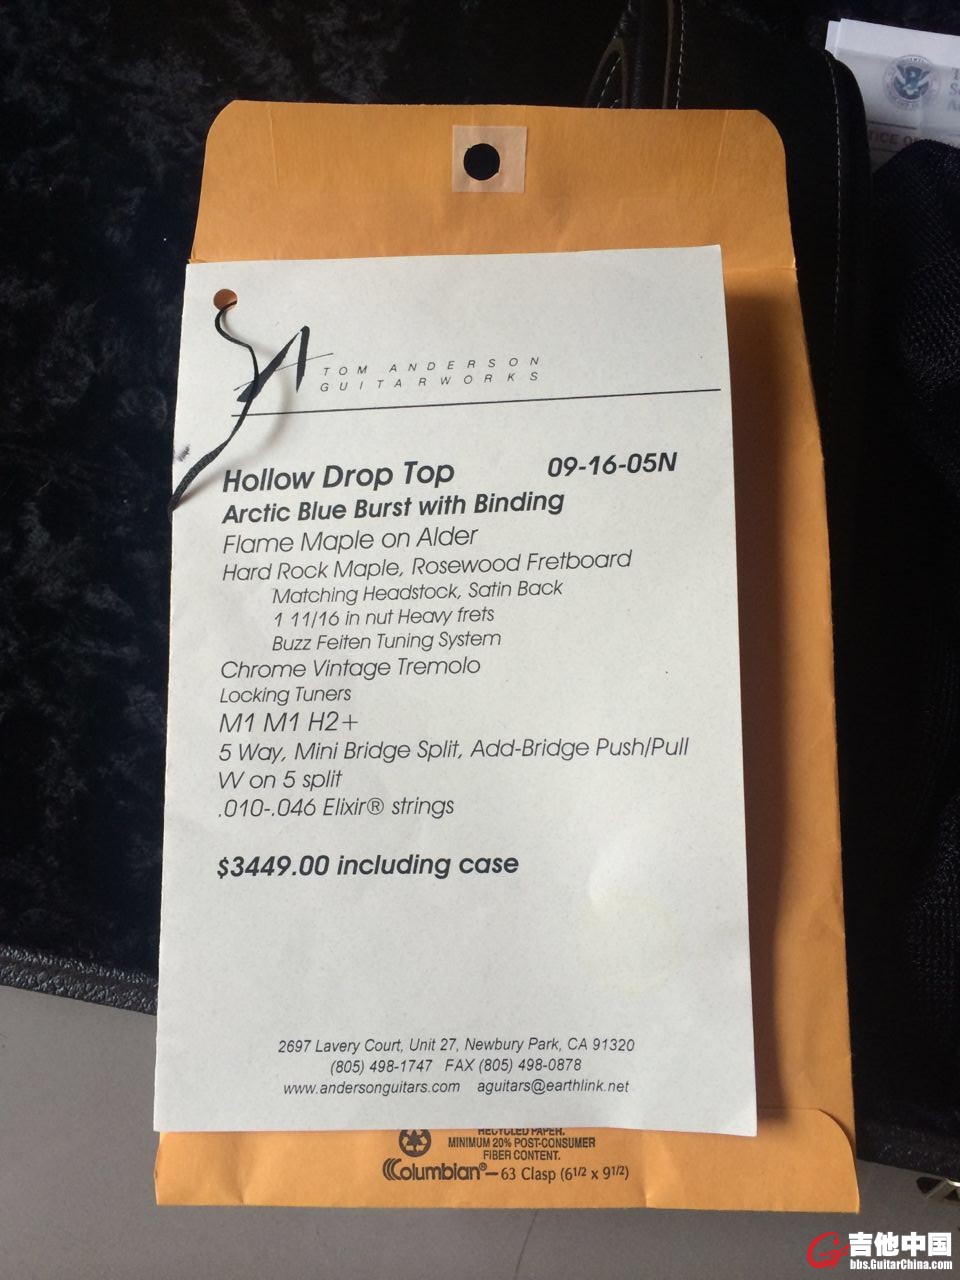 TOM ANDERSON
GUITARWORKS
Hollow Drop Top 09-16-05N
Arctic Blue Burst with Binding
Flame Maple on Alder
Hard Rock Maple, Rosewood Fretboard
Matching Headstock, Satin Back
1 11/16 in nut Heavy frets
Buzz Feiten Tuning System
Chrome Vintage Tremolo
Locking Tuners
M1 M1 H2+
5 Way, Mini Bridge Split, Add-Bridge Push/Pull
W on 5 split
.010-.046 Elixir® strings
$3449.00 including case
2697 Lavery Court, Unit 27, Newbury Park, CA 91320
(805) 498-1747 FAX (805) 498-0878
www.andersonguitars.com aguitars@earthlink.net
RECYCLED PAPER.
MINIMUM 20% POST-CONSUMER
FIBER CONTENT.
Columbian®—63 Clasp (6 1/2 x 9 1/2)
吉他中国
bbs.GuitarChina.com